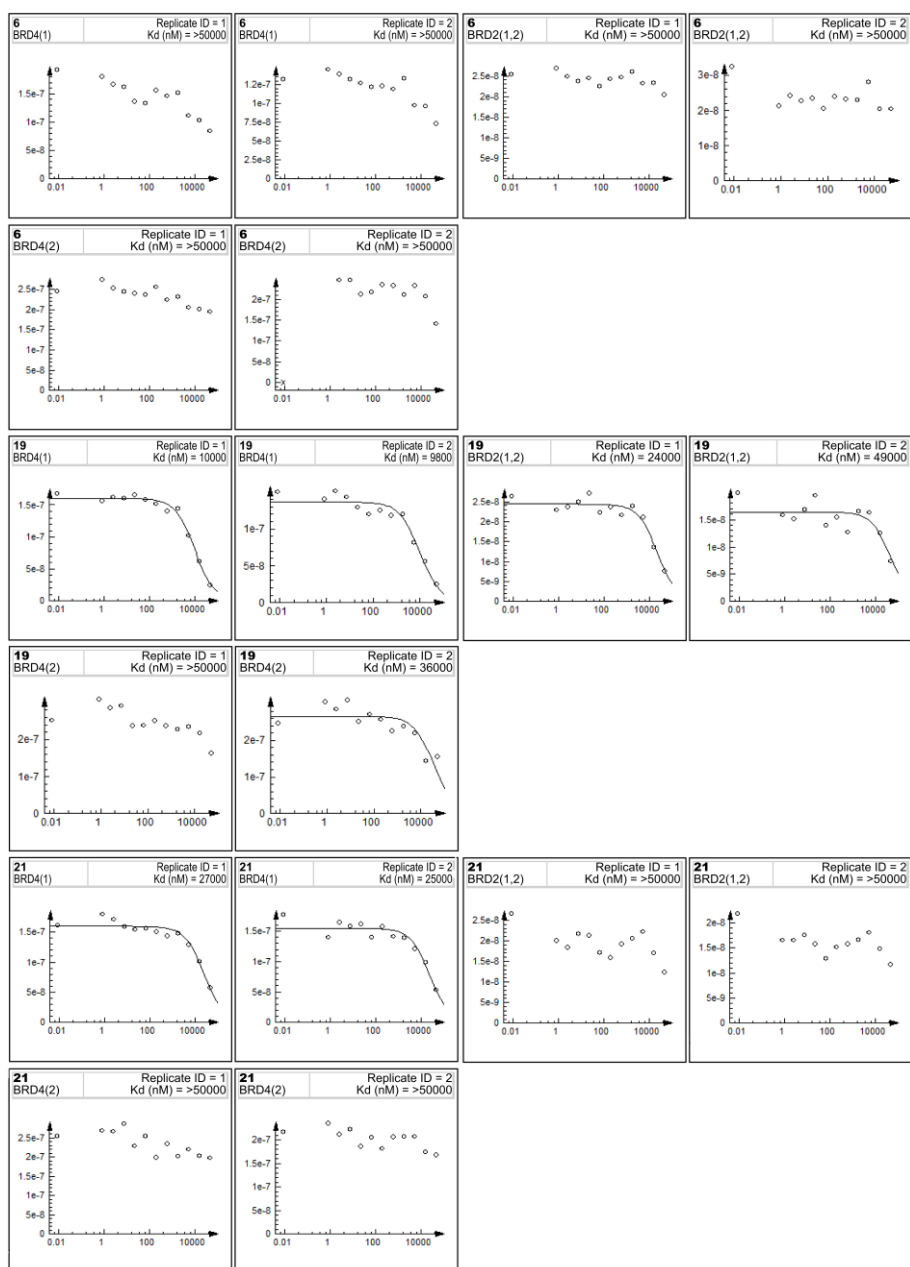 6 Replicate ID = 1
BRD4(1) Kd (nM) = >50000
1.5e-7
1e-7
5e-8
0
0.01 1 100 10000
6 Replicate ID = 2
BRD4(1) Kd (nM) = >50000
1.2e-7
1e-7
7.5e-8
5e-8
2.5e-8
0
0.01 1 100 10000
6 Replicate ID = 1
BRD2(1,2) Kd (nM) = >50000
2.5e-8
2e-8
1.5e-8
1e-8
5e-9
0
0.01 1 100 10000
6 Replicate ID = 2
BRD2(1,2) Kd (nM) = >50000
3e-8
2e-8
1e-8
0
0.01 1 100 10000
6 Replicate ID = 1
BRD4(2) Kd (nM) = >50000
2.5e-7
2e-7
1.5e-7
1e-7
5e-8
0
0.01 1 100 10000
6 Replicate ID = 2
BRD4(2) Kd (nM) = >50000
2e-7
1.5e-7
1e-7
5e-8
0
0.01 1 100 10000
19 Replicate ID = 1
BRD4(1) Kd (nM) = 10000
1.5e-7
1e-7
5e-8
0
0.01 1 100 10000
19 Replicate ID = 2
BRD4(1) Kd (nM) = 9800
1e-7
5e-8
0
0.01 1 100 10000
19 Replicate ID = 1
BRD2(1,2) Kd (nM) = 24000
2.5e-8
2e-8
1.5e-8
1e-8
5e-9
0
0.01 1 100 10000
19 Replicate ID = 2
BRD2(1,2) Kd (nM) = 49000
1.5e-8
1e-8
5e-9
0
0.01 1 100 10000
19 Replicate ID = 1
BRD4(2) Kd (nM) = >50000
2e-7
1e-7
0
0.01 1 100 10000
19 Replicate ID = 2
BRD4(2) Kd (nM) = 36000
2e-7
1e-7
0
0.01 1 100 10000
21 Replicate ID = 1
BRD4(1) Kd (nM) = 27000
1.5e-7
1e-7
5e-8
0
0.01 1 100 10000
21 Replicate ID = 2
BRD4(1) Kd (nM) = 25000
1.5e-7
1e-7
5e-8
0
0.01 1 100 10000
21 Replicate ID = 1
BRD2(1,2) Kd (nM) = >50000
2.5e-8
2e-8
1.5e-8
1e-8
5e-9
0
0.01 1 100 10000
21 Replicate ID = 2
BRD2(1,2) Kd (nM) = >50000
2e-8
1.5e-8
1e-8
5e-9
0
0.01 1 100 10000
21 Replicate ID = 1
BRD4(2) Kd (nM) = >50000
2.5e-7
2e-7
1.5e-7
1e-7
5e-8
0
0.01 1 100 10000
21 Replicate ID = 2
BRD4(2) Kd (nM) = >50000
2e-7
1.5e-7
1e-7
5e-8
0
0.01 1 100 10000